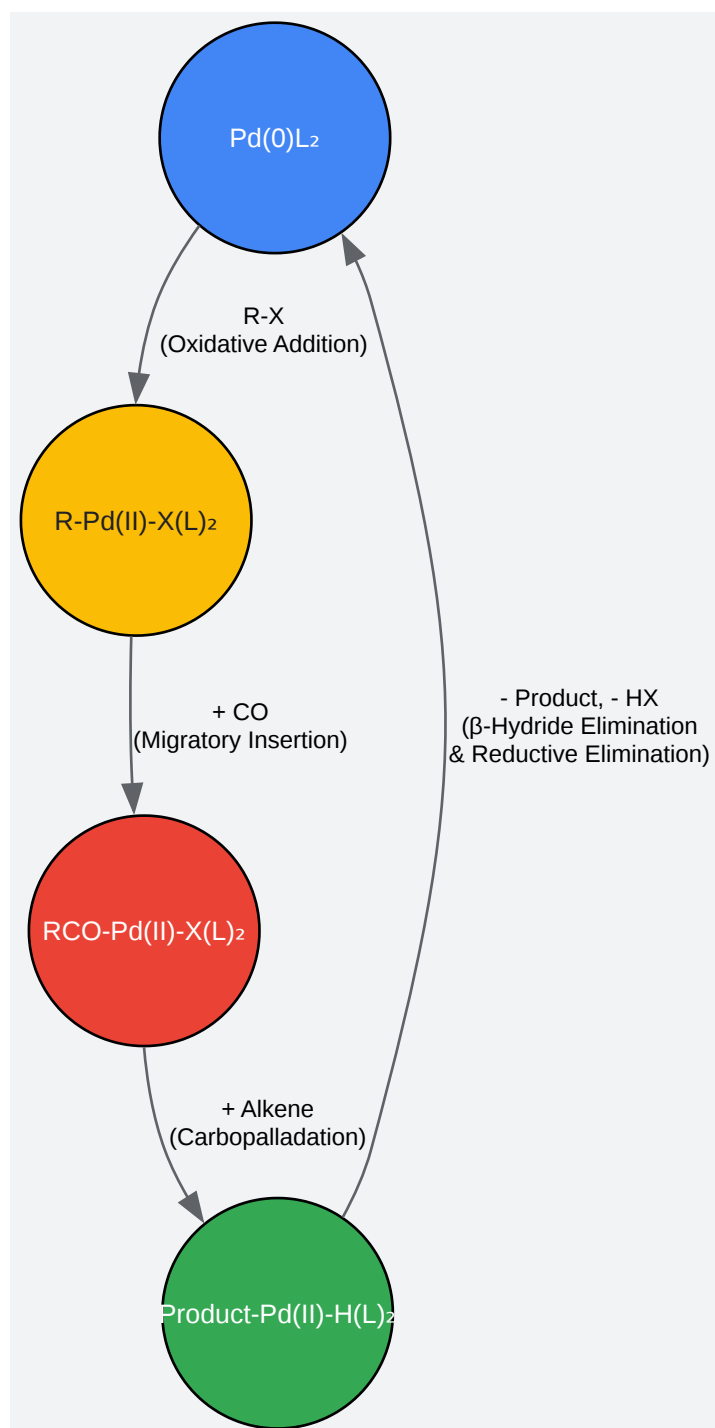 Pd(0)L₂
R-X
(Oxidative Addition)
R-Pd(II)-X(L)₂
+ CO
(Migratory Insertion)
- Product, - HX
(β-Hydride Elimination
& Reductive Elimination)
RCO-Pd(II)-X(L)₂
+ Alkene
(Carbopalladation)
Product-Pd(II)-H(L)₂